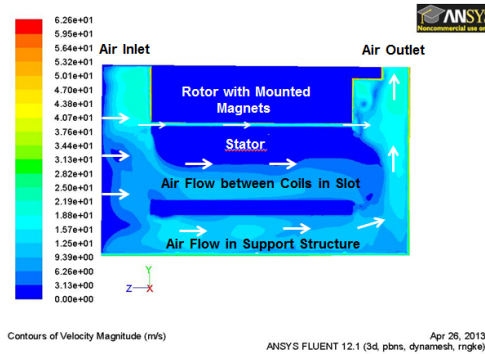 ANSYS
Noncommercial use only
6.26e+01
5.95e+01
5.64e+01
5.32e+01
5.01e+01
4.70e+01
4.38e+01
4.07e+01
3.76e+01
3.44e+01
3.13e+01
2.82e+01
2.50e+01
2.19e+01
1.88e+01
1.57e+01
1.25e+01
9.39e+00
6.26e+00
3.13e+00
0.00e+00
Air Inlet
Air Outlet
Rotor with Mounted
Magnets
Stator
Air Flow between Coils in Slot
Air Flow in Support Structure
Y
Z
X
Contours of Velocity Magnitude (m/s)
Apr 26, 2013
ANSYS FLUENT 12.1 (3d, pbns, dynamesh, rngke)